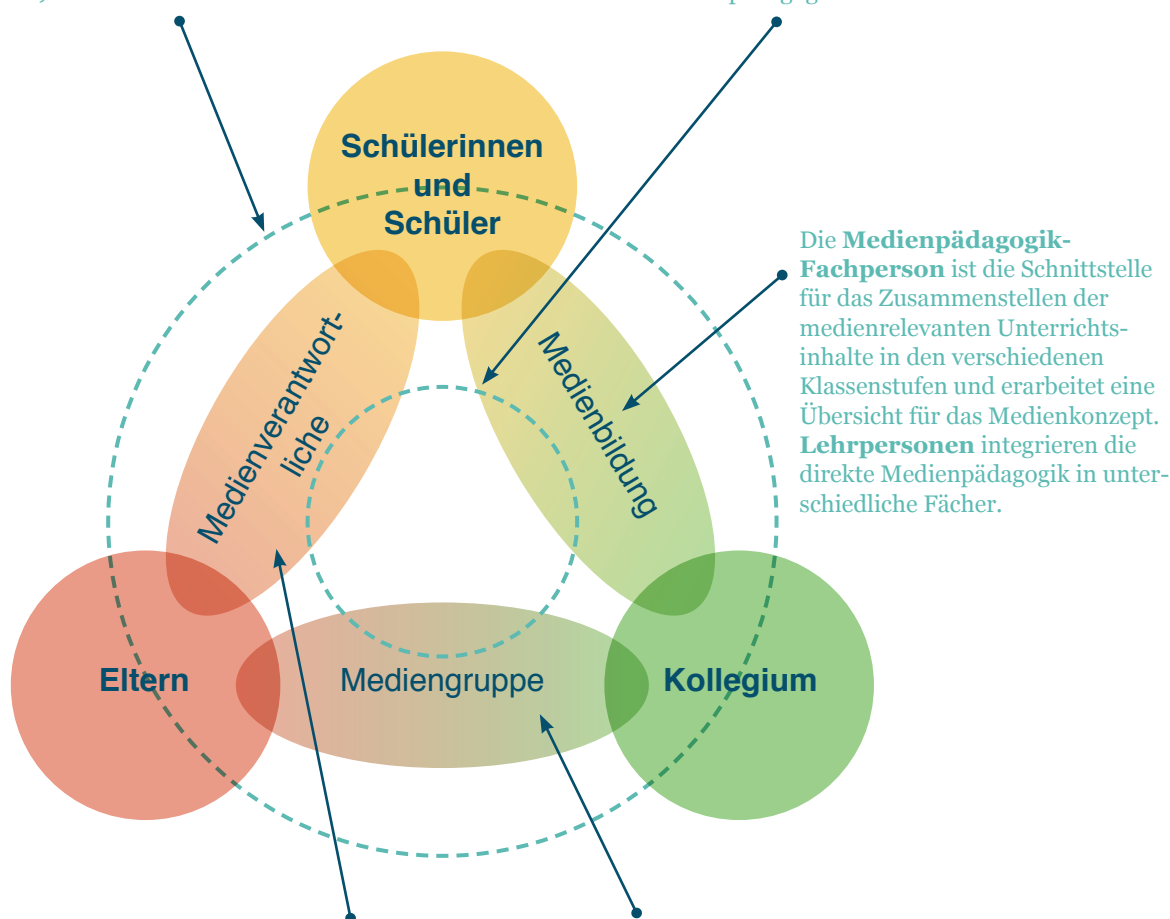 Schülerinnen
und
Schüler
Die Medienpädagogik-
Fachperson ist die Schnittstelle
für das Zusammenstellen der
medienrelevanten Unterrichts-
inhalte in den verschiedenen
Klassenstufen und erarbeitet eine
Übersicht für das Medienkonzept.
Lehrpersonen integrieren die
direkte Medienpädagogik in unter-
schiedliche Fächer.
Medienverantwort-
liche
Medienbildung
Eltern
Mediengruppe
Kollegium